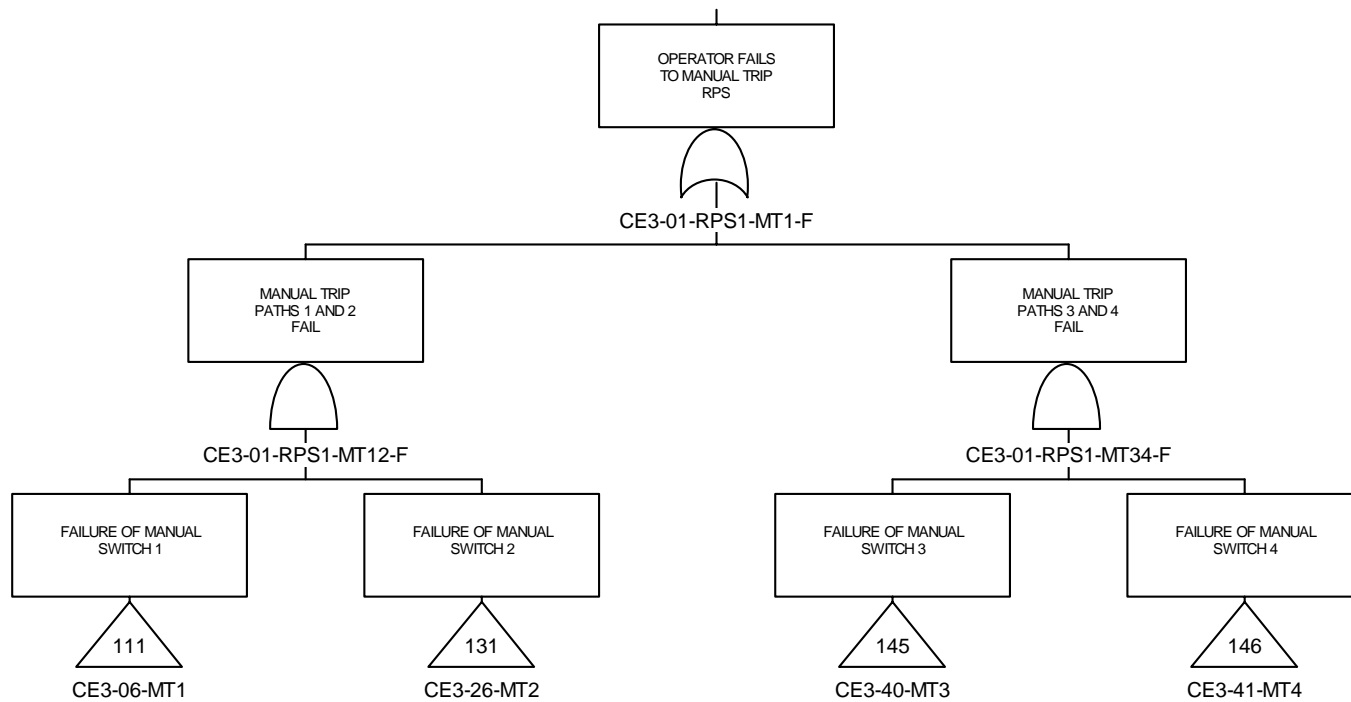 OPERATOR FAILS
TO MANUAL TRIP
RPS
CE3-01-RPS1-MT1-F
MANUAL TRIP
PATHS 1 AND 2
FAIL
MANUAL TRIP
PATHS 3 AND 4
FAIL
CE3-01-RPS1-MT12-F
CE3-01-RPS1-MT34-F
FAILURE OF MANUAL
SWITCH 1
FAILURE OF MANUAL
SWITCH 2
FAILURE OF MANUAL
SWITCH 3
FAILURE OF MANUAL
SWITCH 4
111
131
145
146
CE3-06-MT1
CE3-26-MT2
CE3-40-MT3
CE3-41-MT4